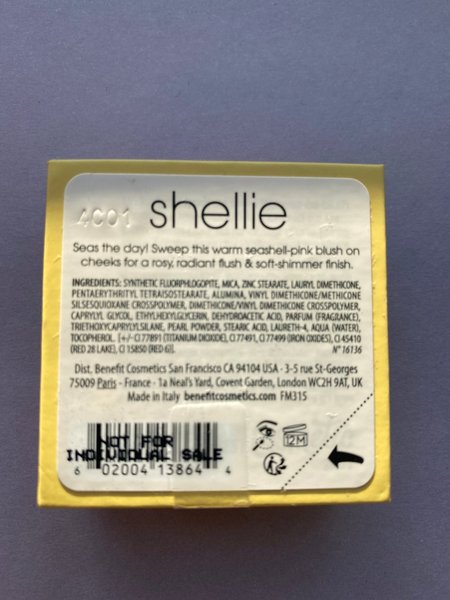 4C01 shellie
Seas the day! Sweep this warm seashell-pink blush on
cheeks for a rosy, radiant flush & soft-shimmer finish.
INGREDIENTS: SYNTHETIC FLUORPHLOGOPITE, MICA, ZINC STEARATE, LAURYL DIMETHICONE,
PENTAERYTHRITYL TETRAISOSTEARATE, ALUMINA, VINYL DIMETHICONE/METHICONE
SILSESQUIOXANE CROSSPOLYMER, DIMETHICONE/VINYL DIMETHICONE CROSSPOLYMER,
CAPRYLYL GLYCOL, ETHYLHEXYLGLYCERIN, DEHYDROACETIC ACID, PARFUM (FRAGRANCE),
TRIETHOXYCAPRYLYLSILANE, PEARL POWDER, STEARIC ACID, LAURETH-4, AQUA (WATER),
TOCOPHEROL. [+/- CI 77891 (TITANIUM DIOXIDE), CI 77491, CI 77499 (IRON OXIDES), CI 45410
(RED 28 LAKE), CI 15850 (RED 6)]. N° 16136
Dist. Benefit Cosmetics San Francisco CA 94104 USA · 3-5 rue St-Georges
75009 Paris - France · 1a Neal's Yard, Covent Garden, London WC2H 9AT, UK
Made in Italy benefitcosmetics.com FM315
NOT FOR
INDIVIDUAL SALE
6 02004 13864 4
12M